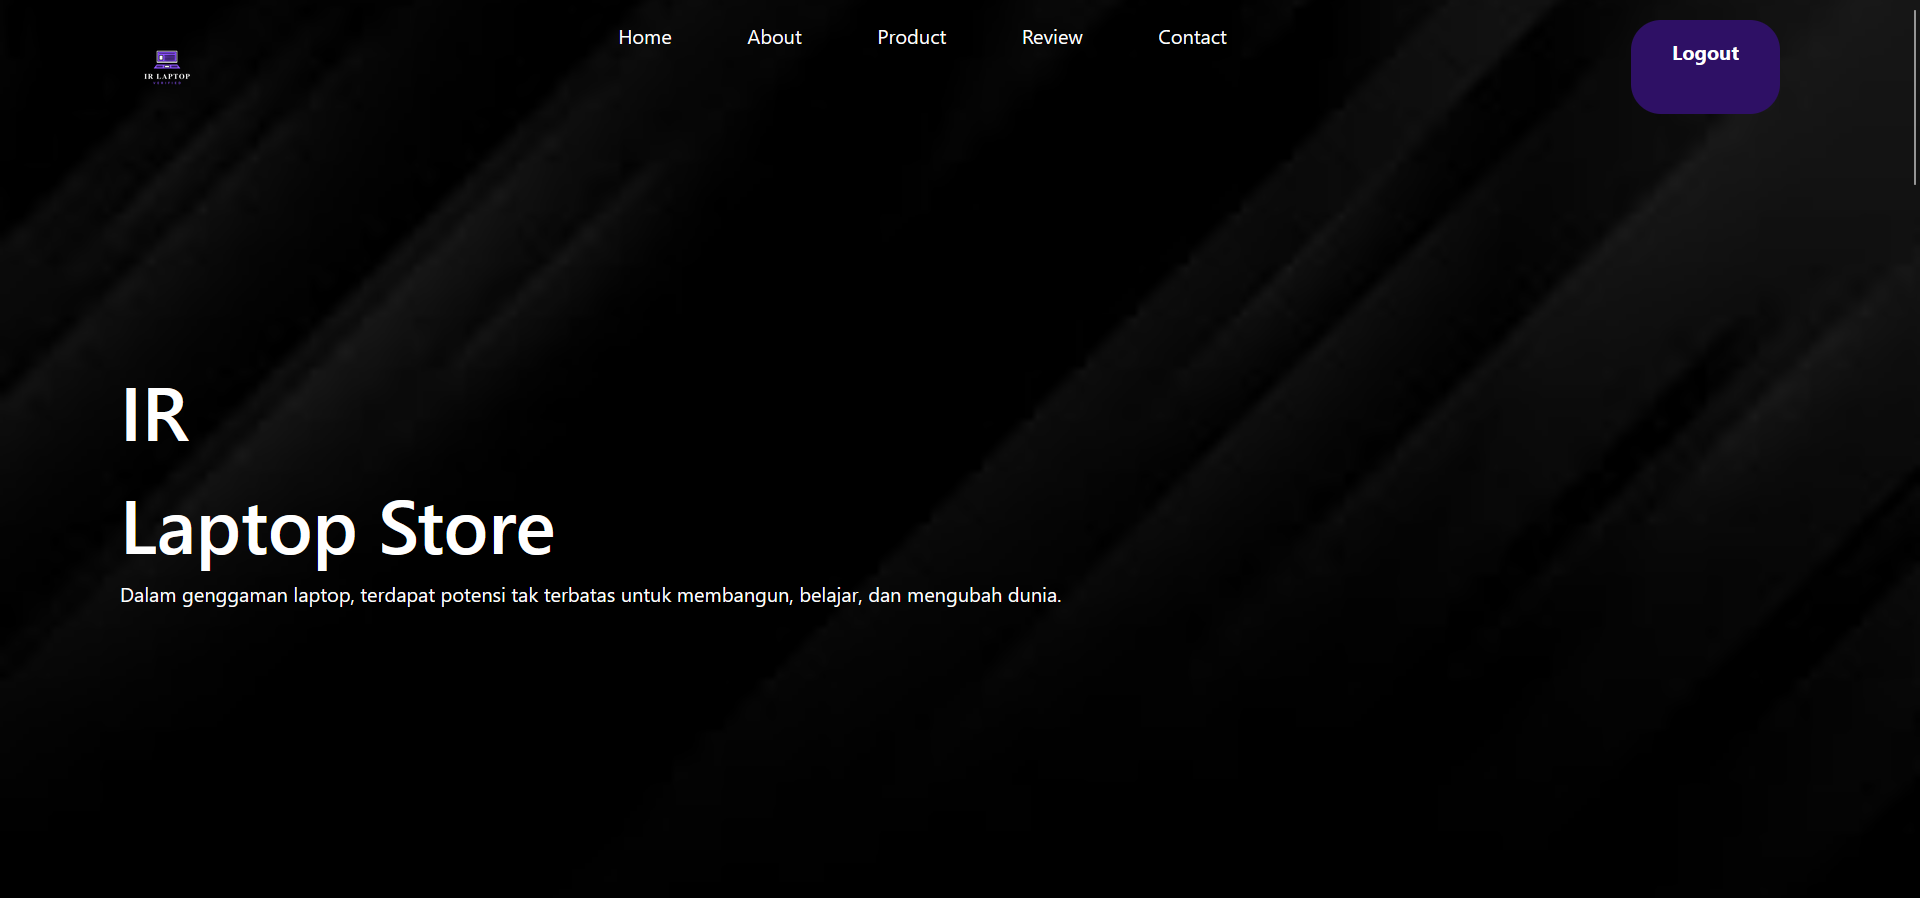 Home
About
Product
Review
Contact
Logout
IR LAPTOP
IR
Laptop Store
Dalam genggaman laptop, terdapat potensi tak terbatas untuk membangun, belajar, dan mengubah dunia.